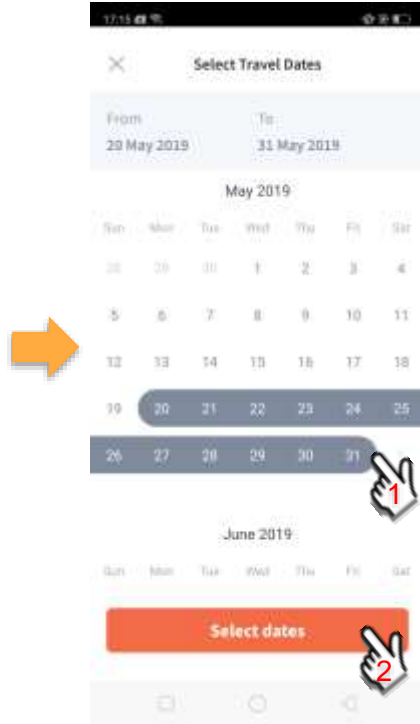 17:15
Select Travel Dates
From To
20 May 2019 31 May 2019
May 2019
Sun Mon Tue Wed Thu Fri Sat
28 29 30 1 2 3 4
5 6 7 8 9 10 11
12 13 14 15 16 17 18
19 20 21 22 23 24 25
26 27 28 29 30 31
1
June 2019
Sun Mon Tue Wed Thu Fri Sat
Select dates
2